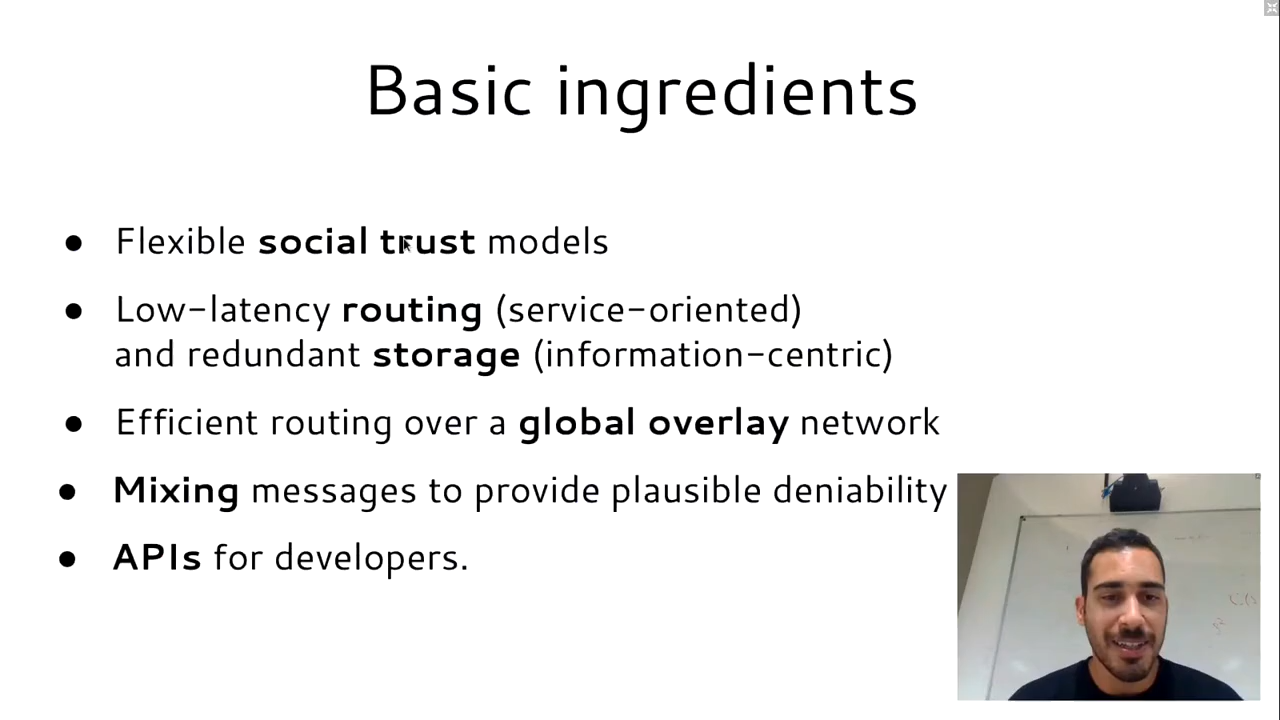 Basic ingredients
● Flexible social trust models
● Low-latency routing (service-oriented)
and redundant storage (information-centric)
● Efficient routing over a global overlay network
● Mixing messages to provide plausible deniability
● APIs for developers.